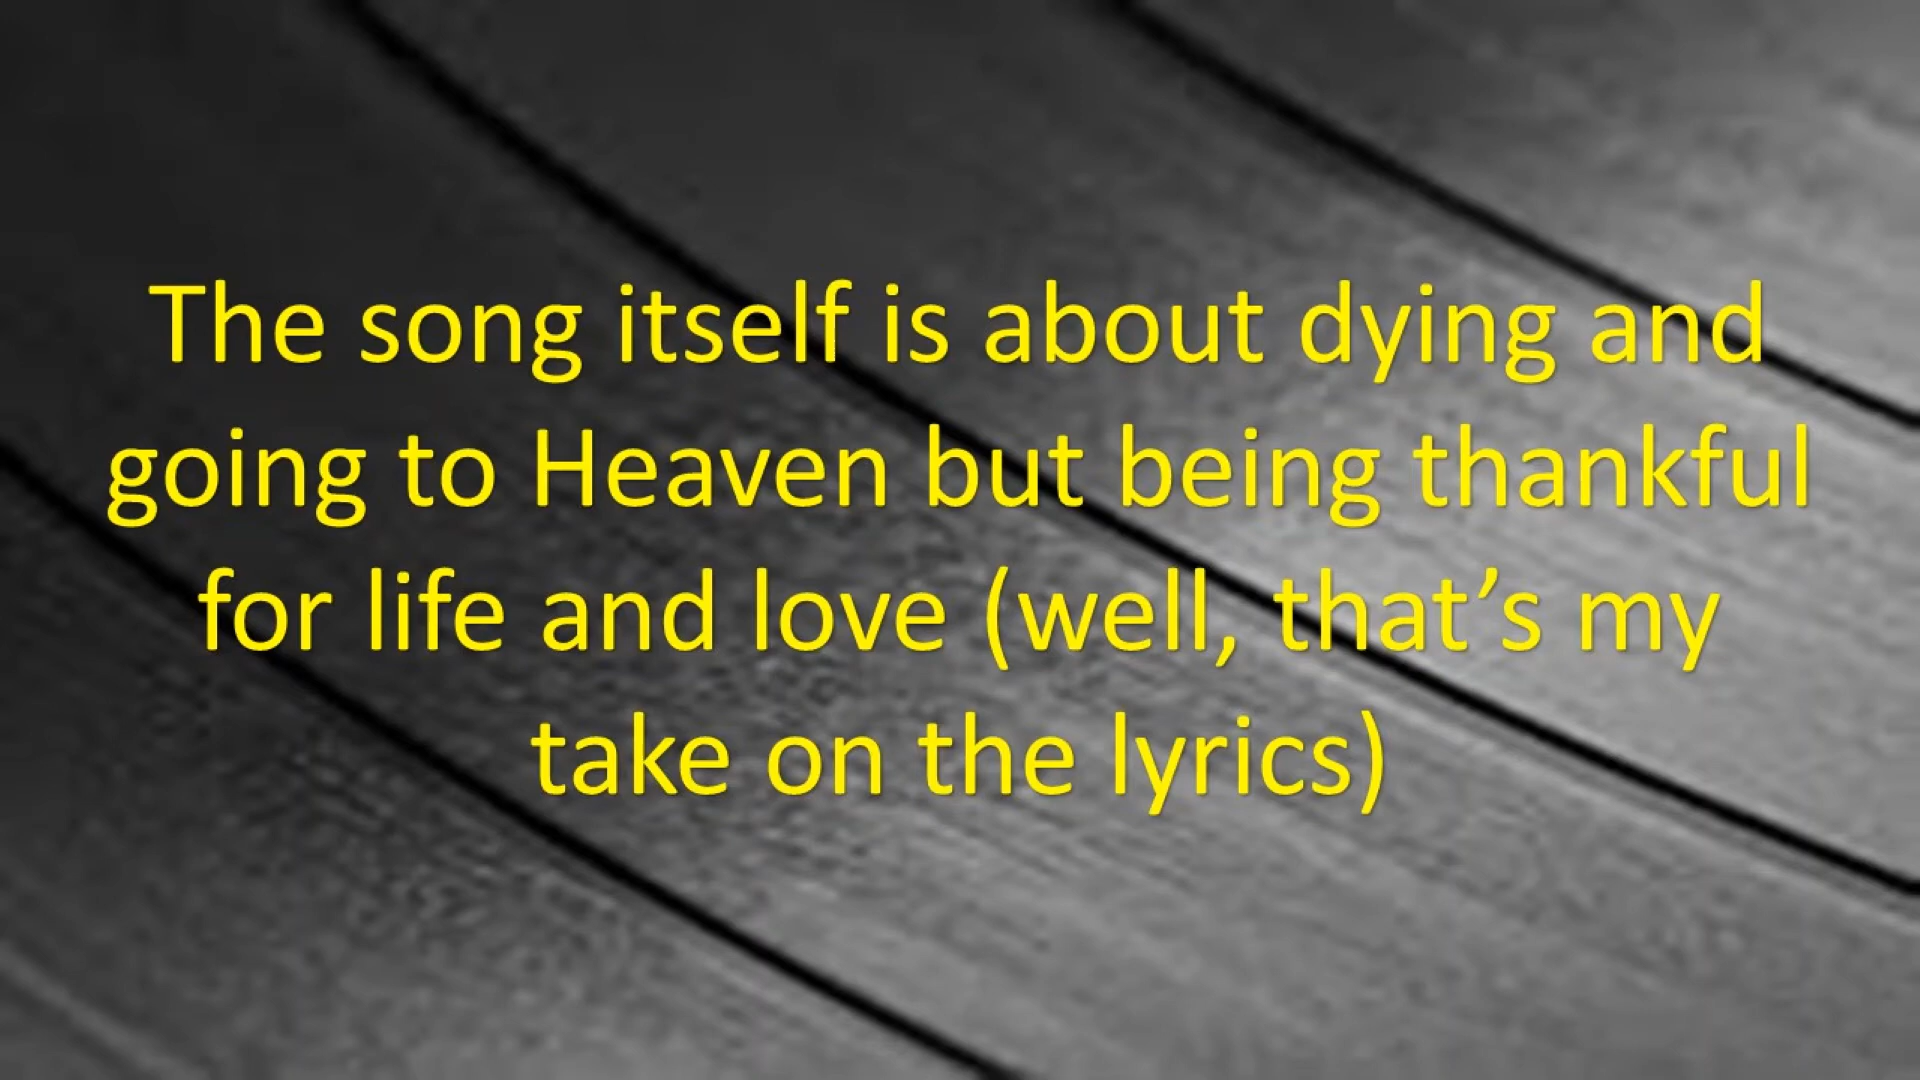 The song itself is about dying and
going to Heaven but being thankful
for life and love (well, that’s my
take on the lyrics)